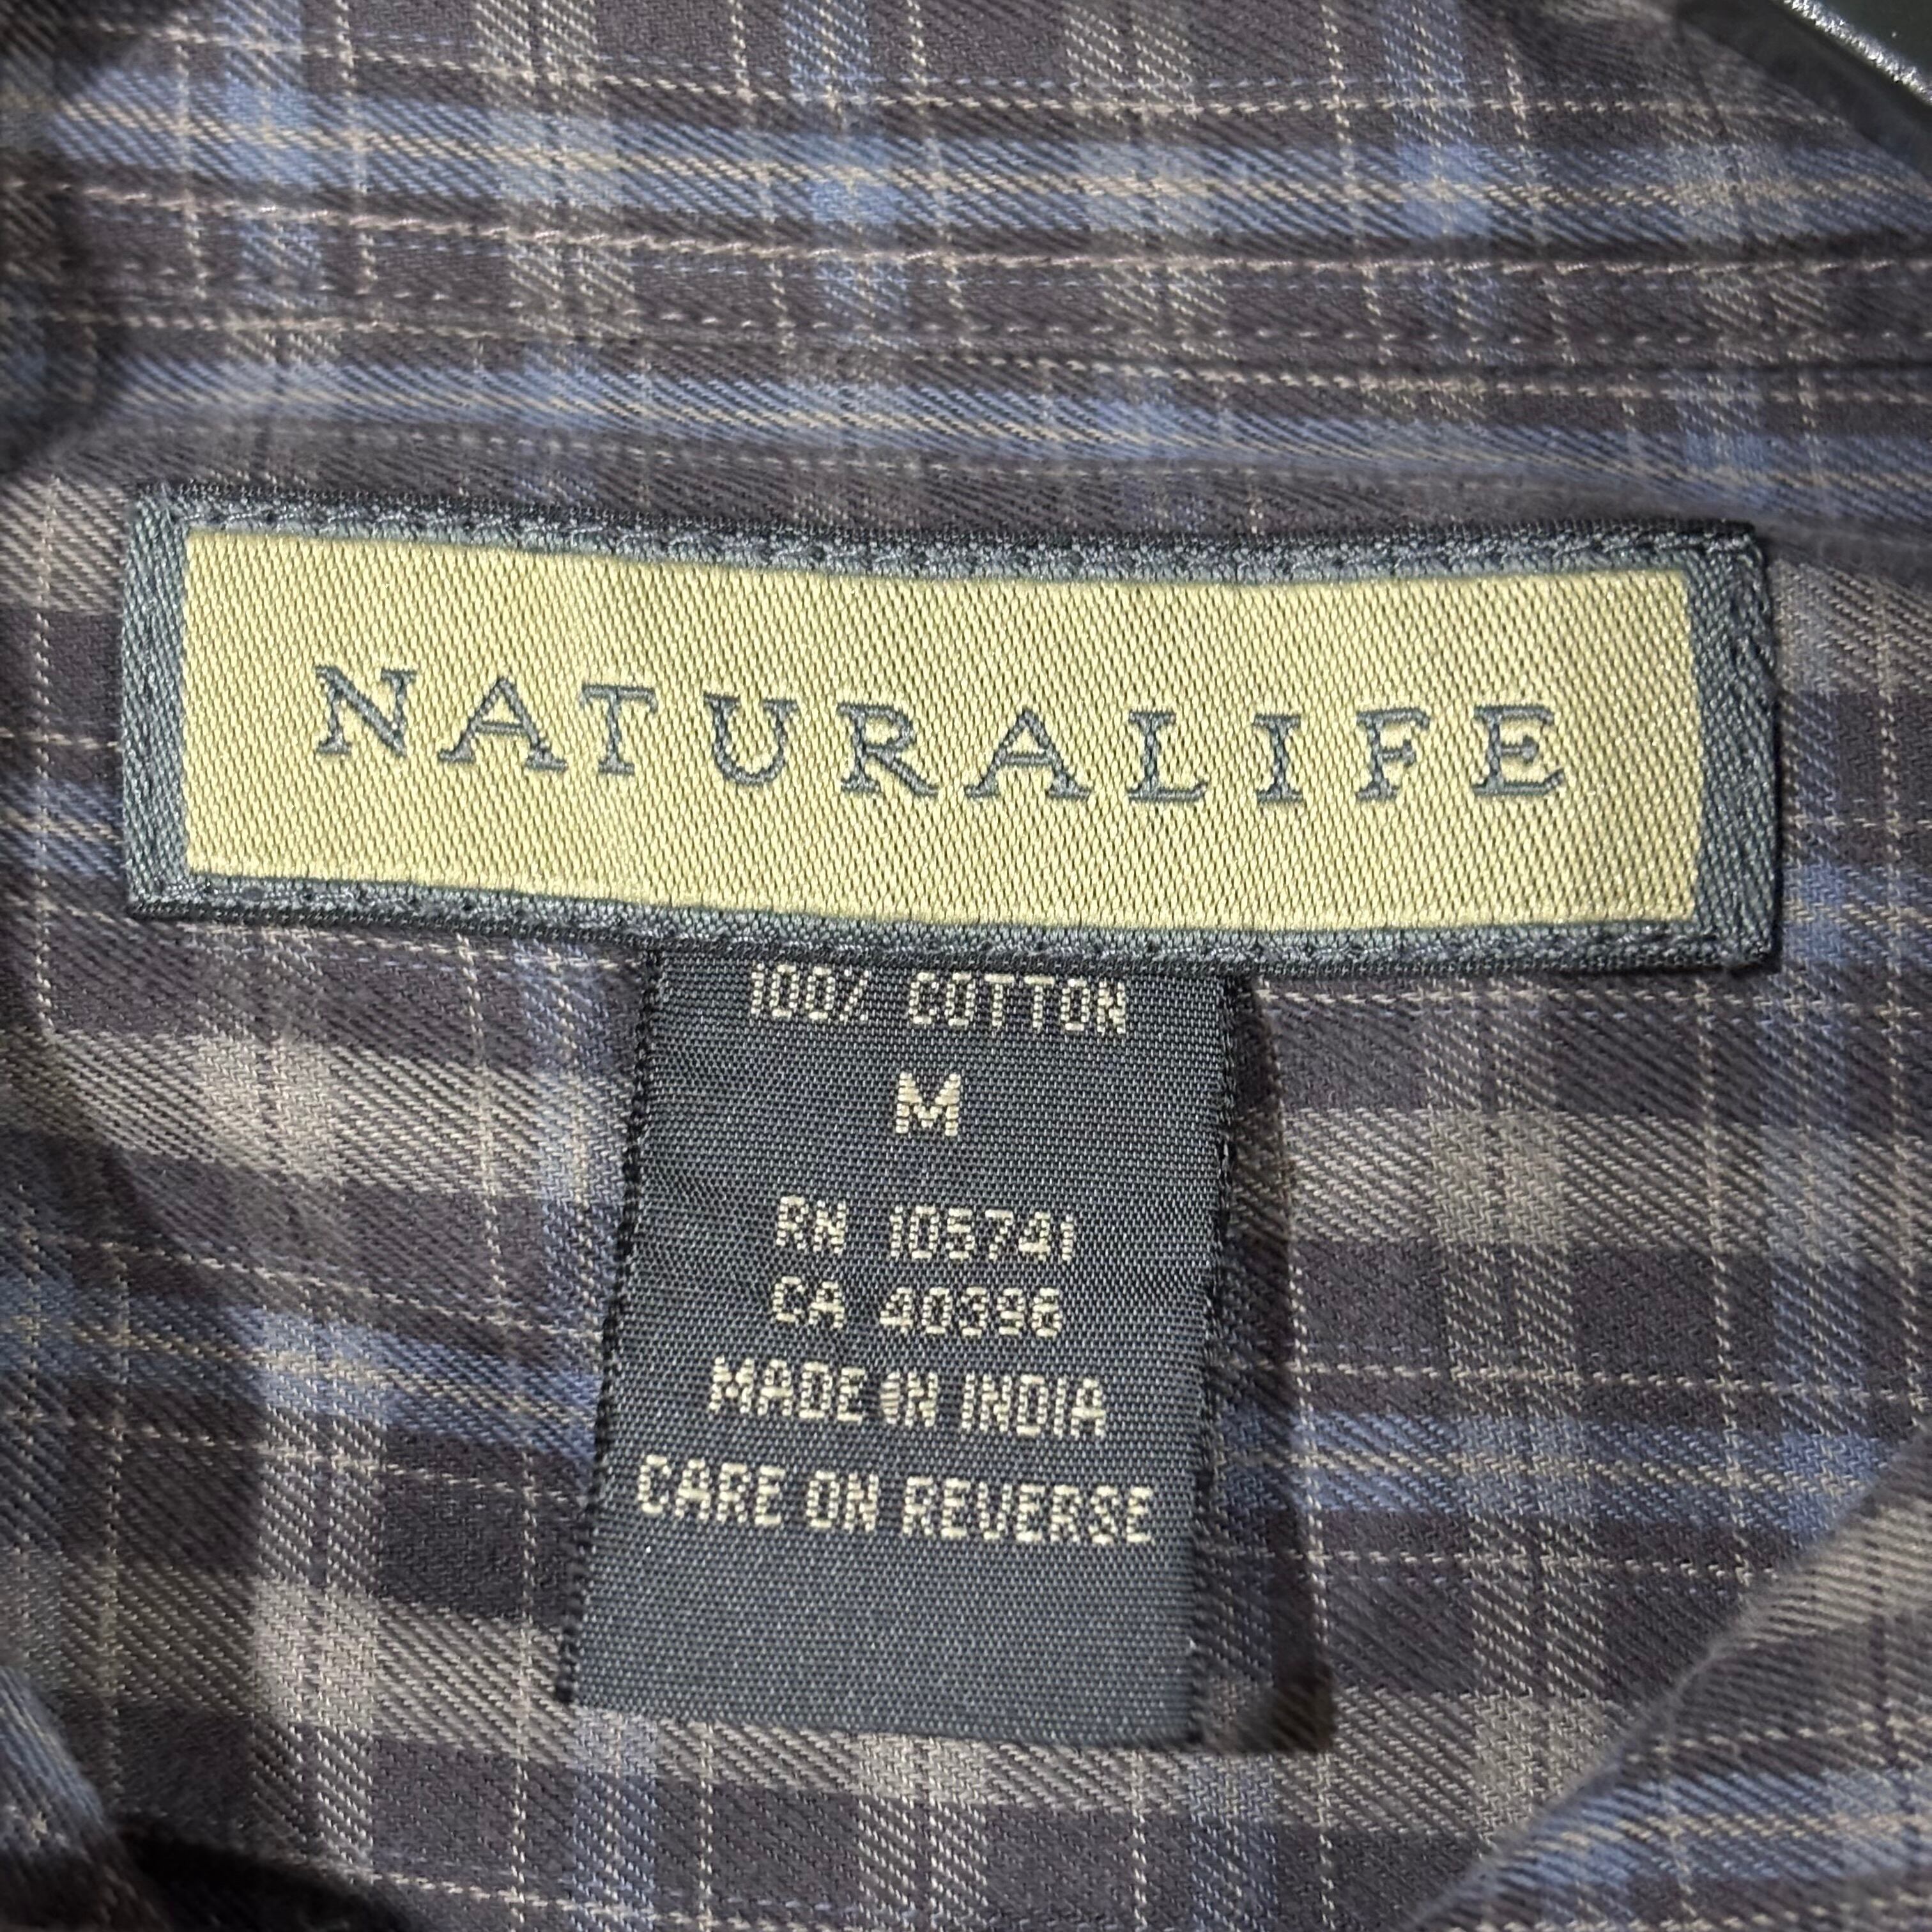 NATURALIFE
100% COTTON
M
RN 105741
CA 40396
MADE IN INDIA
CARE ON REVERSE